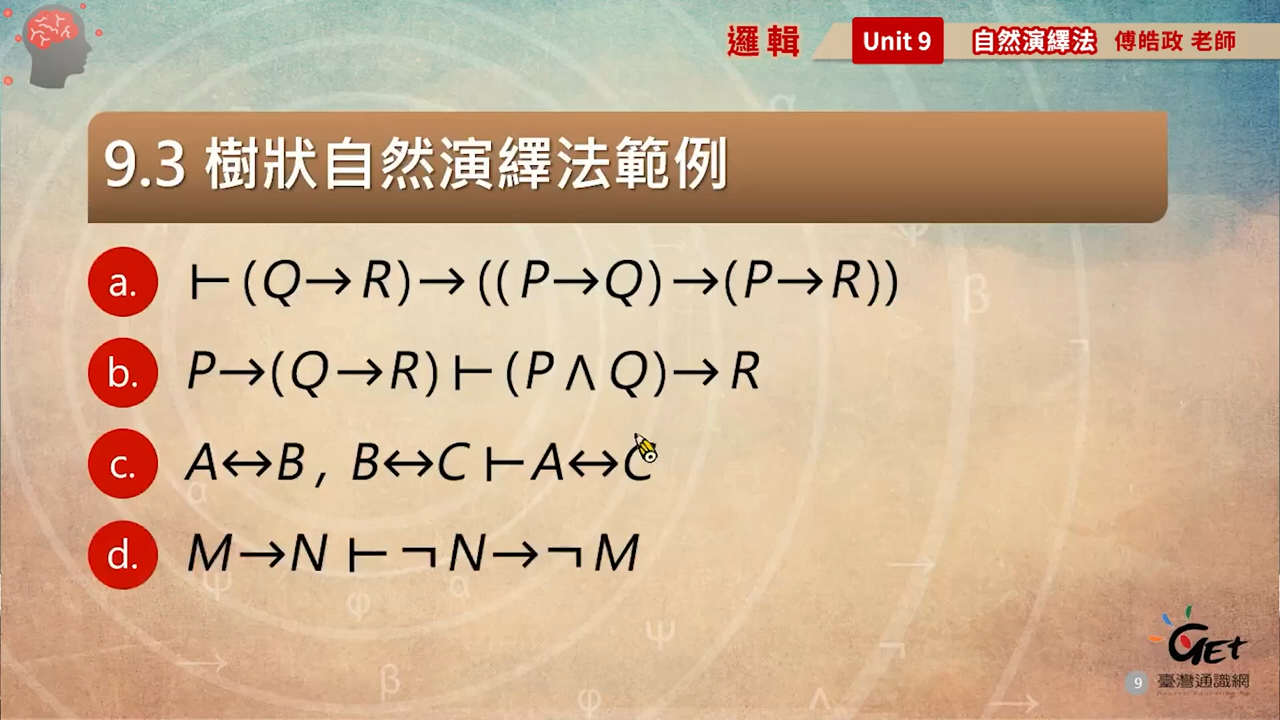 邏輯 Unit 9 自然演繹法 傅皓政 老師
9.3 樹狀自然演繹法範例
a. ⊢(Q→R)→((P→Q)→(P→R))
b. P→(Q→R)⊢(P∧Q)→R
c. A↔B, B↔C⊢A↔C
d. M→N⊢¬N→¬M
GET
9 臺灣通識網